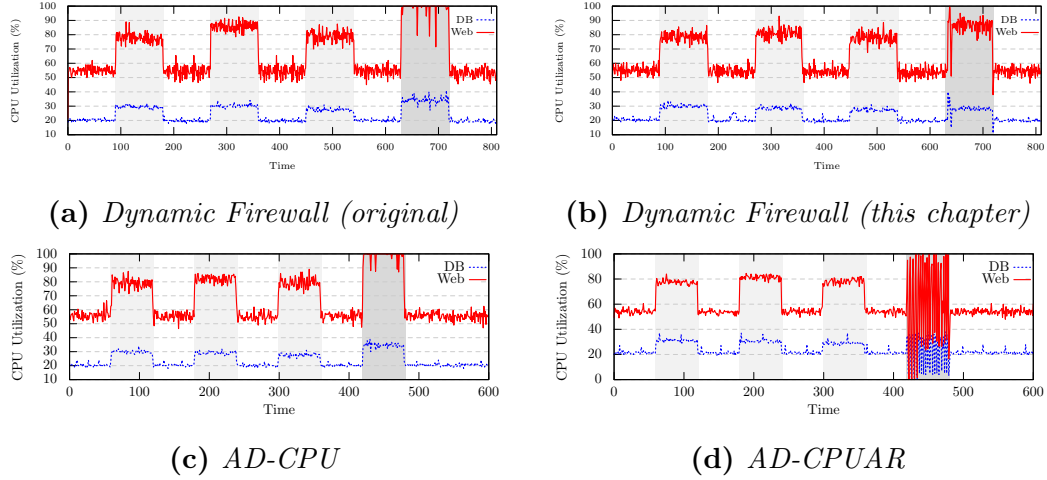 100
90
80
70
60
50
40
30
20
10
0 100 200 300 400 500 600 700 800
CPU Utilization (%)
Time
DB
Web
(a) Dynamic Firewall (original)
100
90
80
70
60
50
40
30
20
10
0 100 200 300 400 500 600 700 800
CPU Utilization (%)
Time
DB
Web
(b) Dynamic Firewall (this chapter)
100
90
80
70
60
50
40
30
20
10
0 100 200 300 400 500 600
CPU Utilization (%)
Time
DB
Web
(c) AD-CPU
100
80
60
40
20
0
0 100 200 300 400 500 600
CPU Utilization (%)
Time
DB
Web
(d) AD-CPUAR